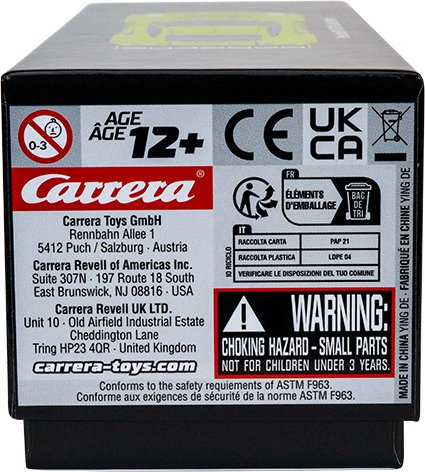 0-3
AGE
ÂGE
12+
CE
UK
CA
Carrera
Carrera Toys GmbH
Rennbahn Allee 1
5412 Puch / Salzburg · Austria
Carrera Revell of Americas Inc.
Suite 307N · 197 Route 18 South
East Brunswick, NJ 08816 · USA
Carrera Revell UK LTD.
Unit 10 · Old Airfield Industrial Estate
Cheddington Lane
Tring HP23 4QR · United Kingdom
carrera-toys.com
FR
ÉLÉMENTS
D'EMBALLAGE
BAC
DE
TRI
IT
IO RICICLO
RACCOLTA CARTA PAP 21
RACCOLTA PLASTICA LDPE 04
VERIFICARE LE DISPOSIZIONI DEL TUO COMUNE
WARNING:
CHOKING HAZARD - SMALL PARTS
NOT FOR CHILDREN UNDER 3 YEARS.
MADE IN CHINA YING DE · FABRIQUE EN CHINE YING DE ·
Conforms to the safety requirements of ASTM F963.
Conforme aux exigences de sécurité de la norme ASTM F963.